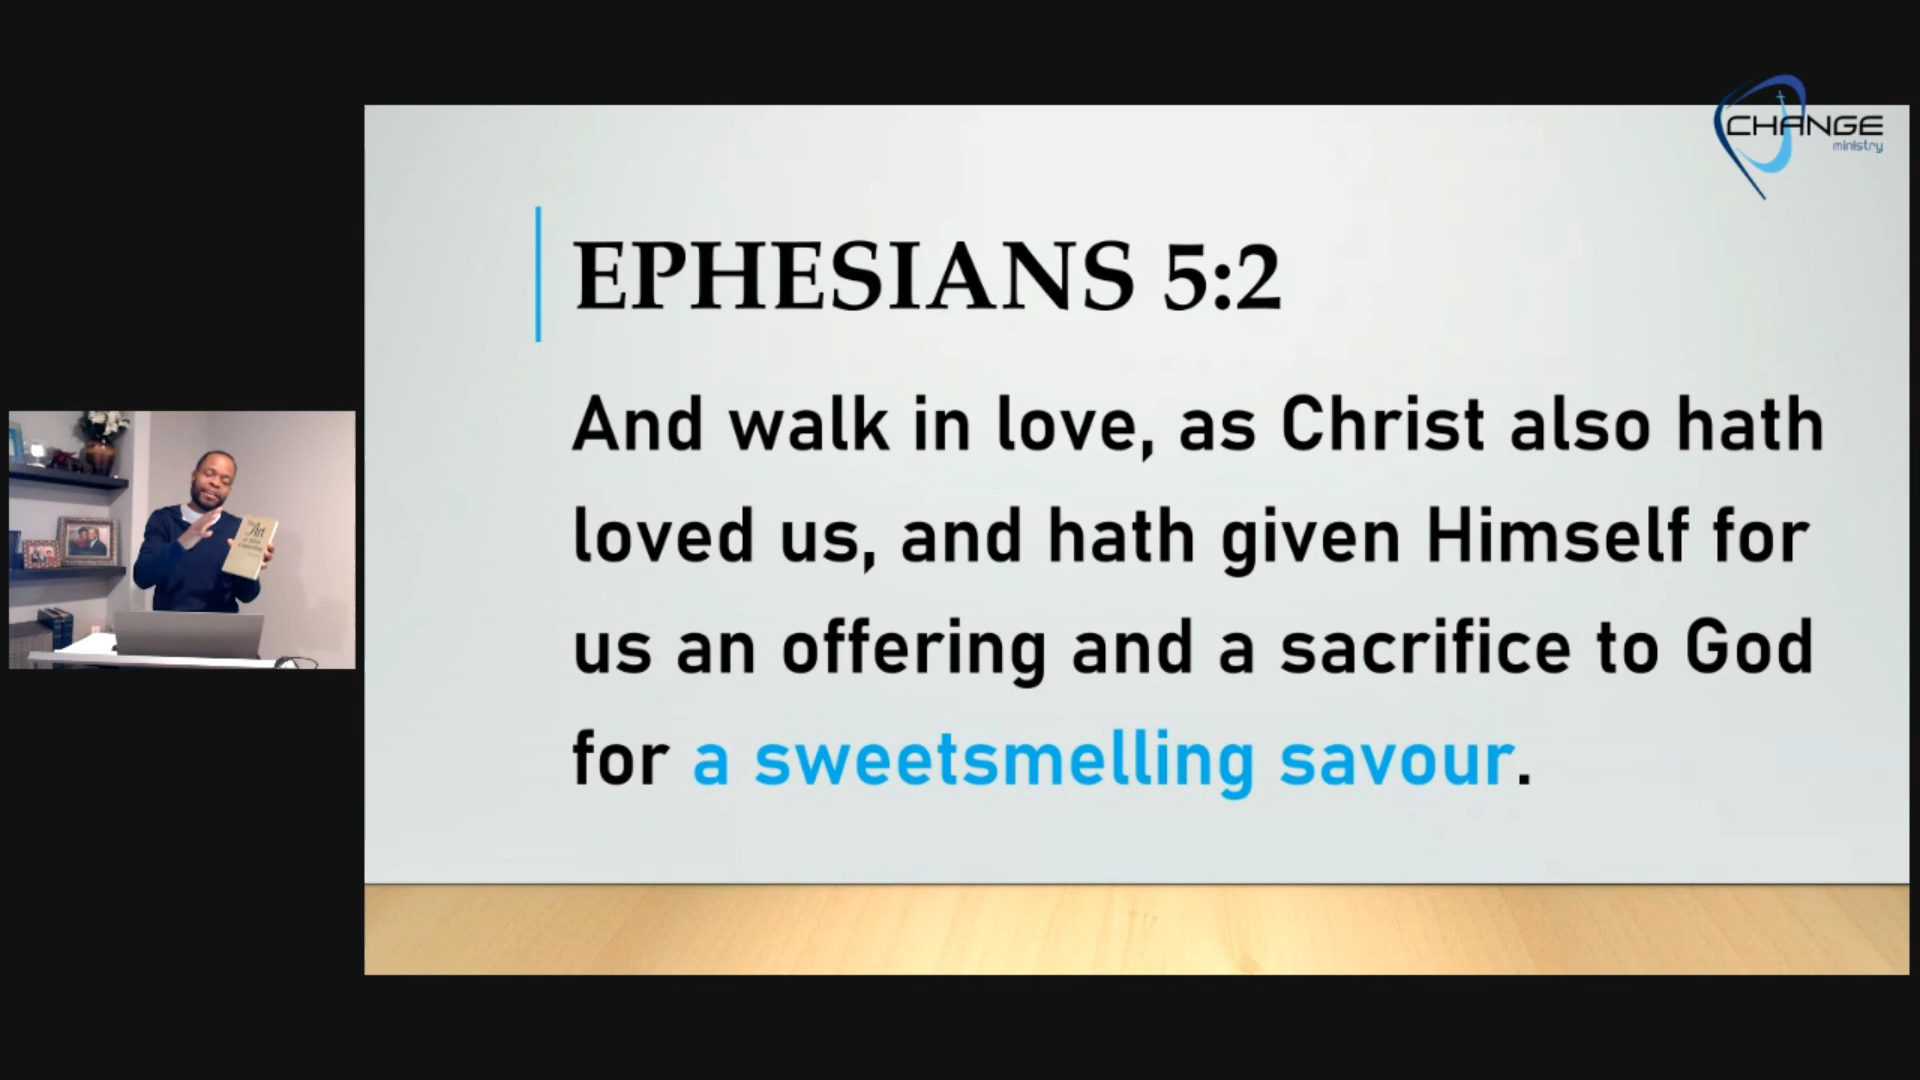 CHANGE
ministry
EPHESIANS 5:2
And walk in love, as Christ also hath
loved us, and hath given Himself for
us an offering and a sacrifice to God
for a sweetsmelling savour.
Art